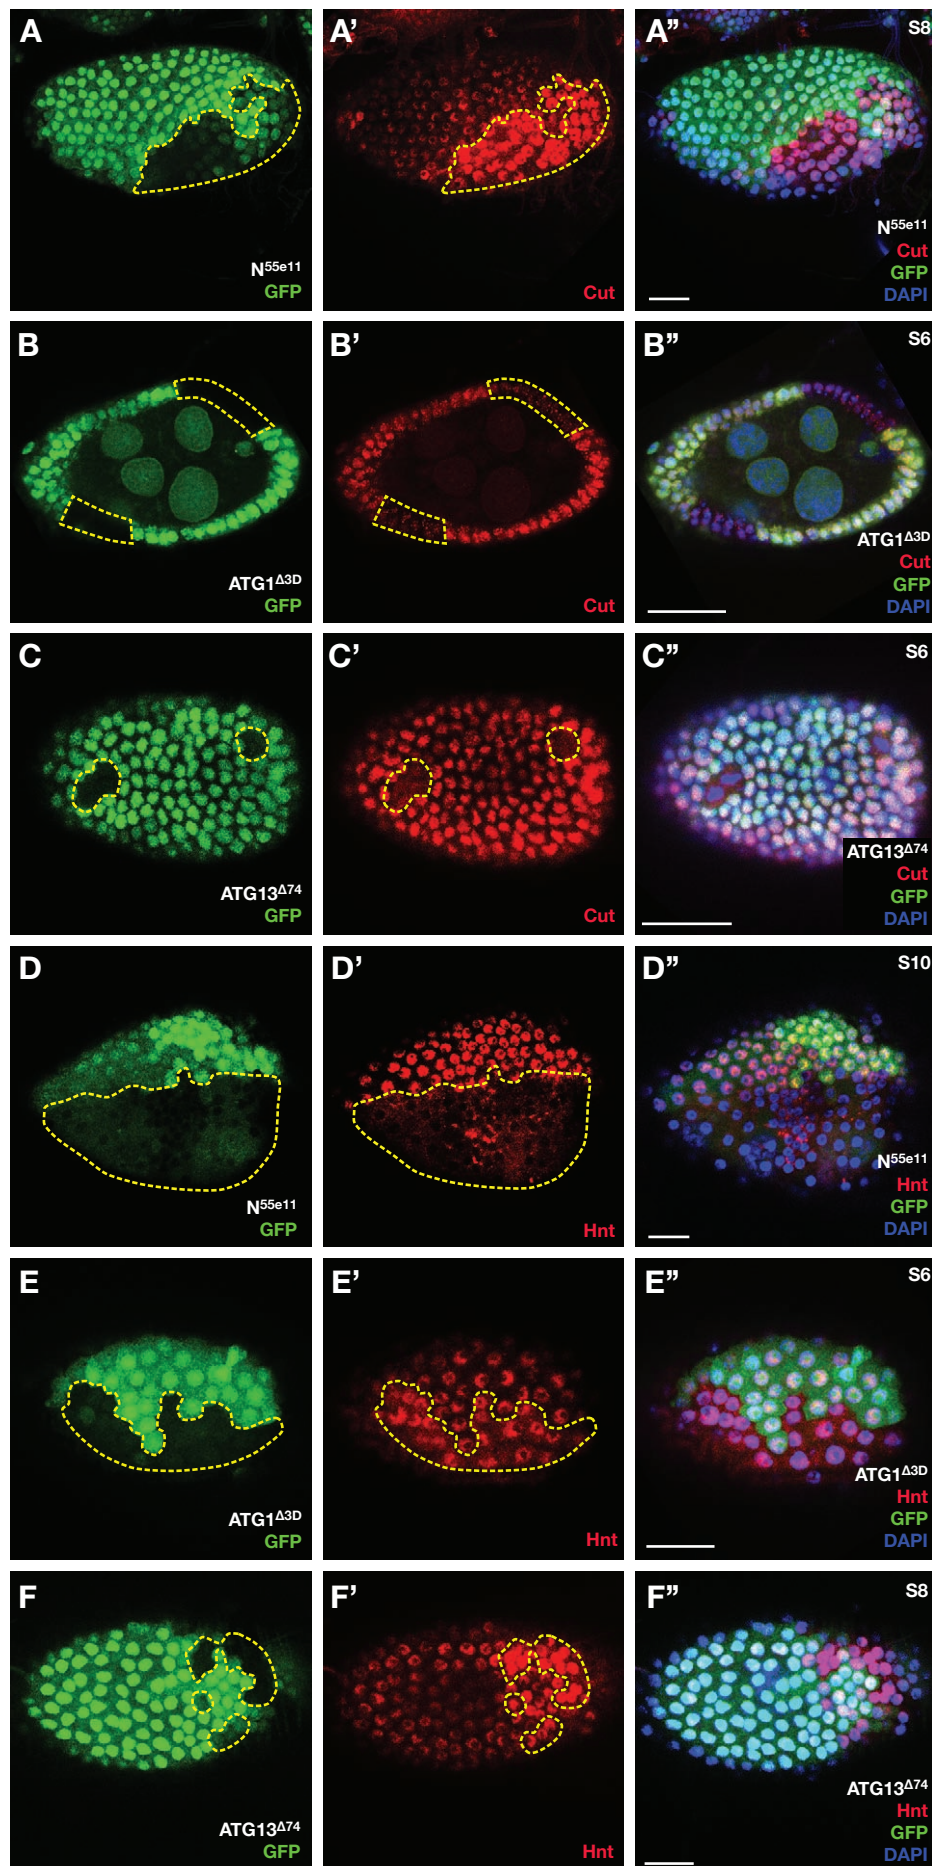 A
N55e11
GFP
A’
Cut
A”
S8
N55e11
Cut
GFP
DAPI
B
ATG1Δ3D
GFP
B’
Cut
B”
S6
ATG1Δ3D
Cut
GFP
DAPI
C
ATG13Δ74
GFP
C’
Cut
C”
S6
ATG13Δ74
Cut
GFP
DAPI
D
N55e11
GFP
D’
Hnt
D”
S10
N55e11
Hnt
GFP
DAPI
E
ATG1Δ3D
GFP
E’
Hnt
E”
S6
ATG1Δ3D
Hnt
GFP
DAPI
F
ATG13Δ74
GFP
F’
Hnt
F”
S8
ATG13Δ74
Hnt
GFP
DAPI